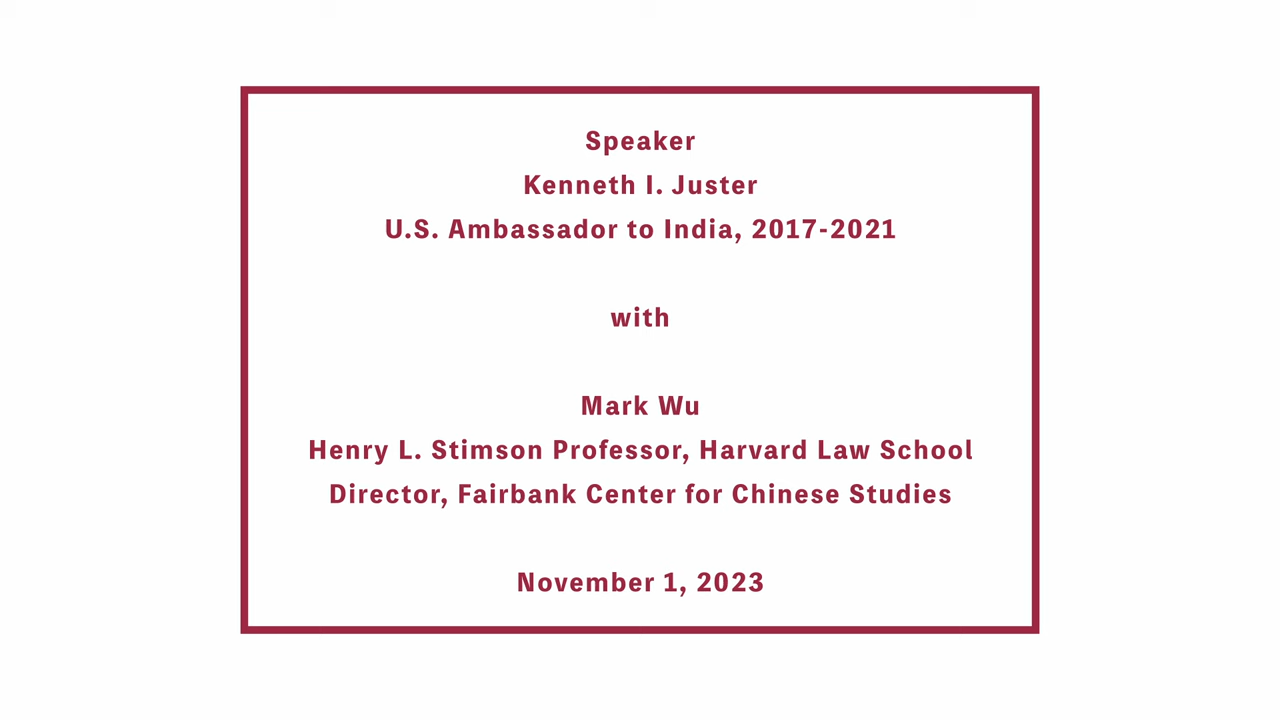 Speaker
Kenneth I. Juster
U.S. Ambassador to India, 2017-2021
with
Mark Wu
Henry L. Stimson Professor, Harvard Law School
Director, Fairbank Center for Chinese Studies
November 1, 2023